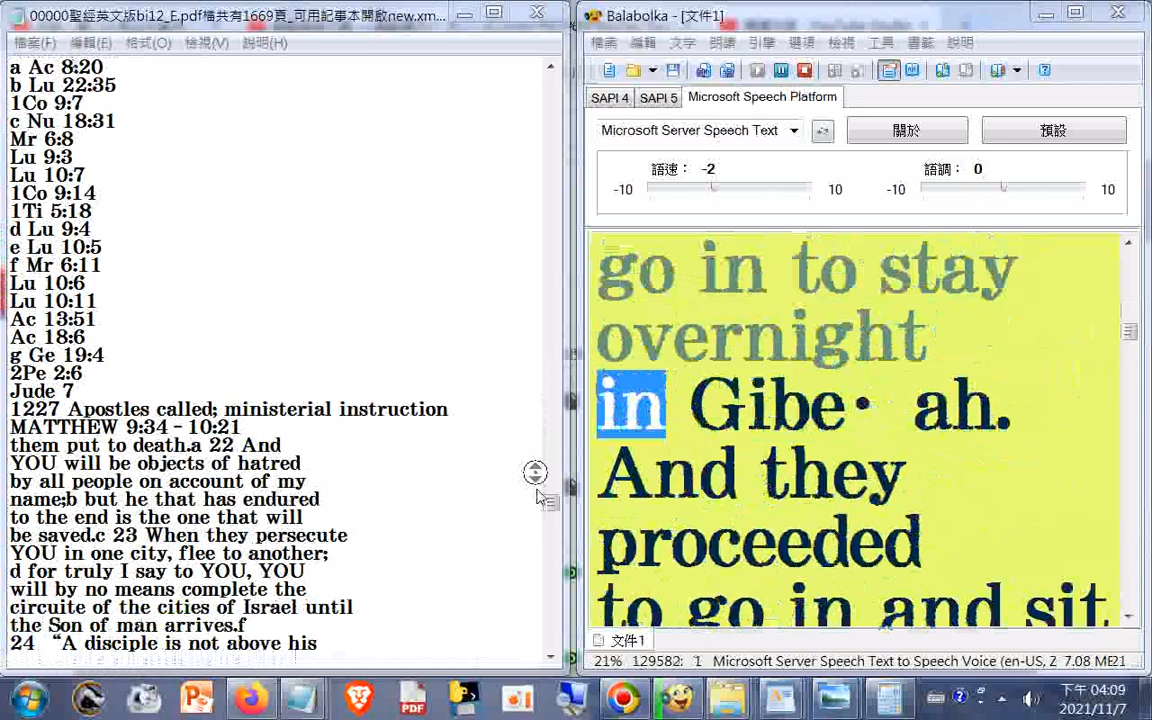 00000聖經英文版bi12_E.pdf檔共有1669頁_可用記事本開啟new.xm...
檔案(F) 編輯(E) 格式(O) 檢視(V) 說明(H)
a Ac 8:20
b Lu 22:35
1Co 9:7
c Nu 18:31
Mr 6:8
Lu 9:3
Lu 10:7
1Co 9:14
1Ti 5:18
d Lu 9:4
e Lu 10:5
f Mr 6:11
Lu 10:6
Lu 10:11
Ac 13:51
Ac 18:6
g Ge 19:4
2Pe 2:6
Jude 7
1227 Apostles called; ministerial instruction
MATTHEW 9:34-10:21
them put to death.a 22 And
YOU will be objects of hatred
by all people on account of my
name;b but he that has endured
to the end is the one that will
be saved.c 23 When they persecute
YOU in one city, flee to another;
d for truly I say to YOU, YOU
will by no means complete the
circuite of the cities of Israel until
the Son of man arrives.f
24 “A disciple is not above his
Balabolka - [文件1]
檔案 編輯 文字 朗讀 引擎 選項 檢視 工具 書籤 說明
SAPI 4 SAPI 5 Microsoft Speech Platform
Microsoft Server Speech Text 關於 預設
語速： -2 語調： 0
-10 10 -10 10
go in to stay
overnight
in Gibe· ah.
And they
proceeded
to go in and sit
文件1
21% 129582: 1 Microsoft Server Speech Text to Speech Voice (en-US, Z 7.08 ME21
下午 04:09
2021/11/7